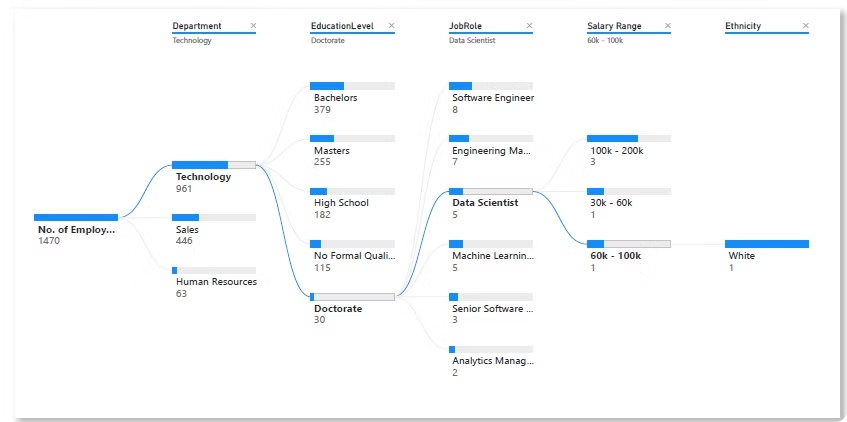 Department ×
Technology
EducationLevel ×
Doctorate
JobRole ×
Data Scientist
Salary Range ×
60k - 100k
Ethnicity ×
No. of Employ...
1470
Technology
961
Sales
446
Human Resources
63
Bachelors
379
Masters
255
High School
182
No Formal Quali...
115
Doctorate
30
Software Engineer
8
Engineering Ma...
7
Data Scientist
5
Machine Learnin...
5
Senior Software ...
3
Analytics Manag...
2
100k - 200k
3
30k - 60k
1
60k - 100k
1
White
1